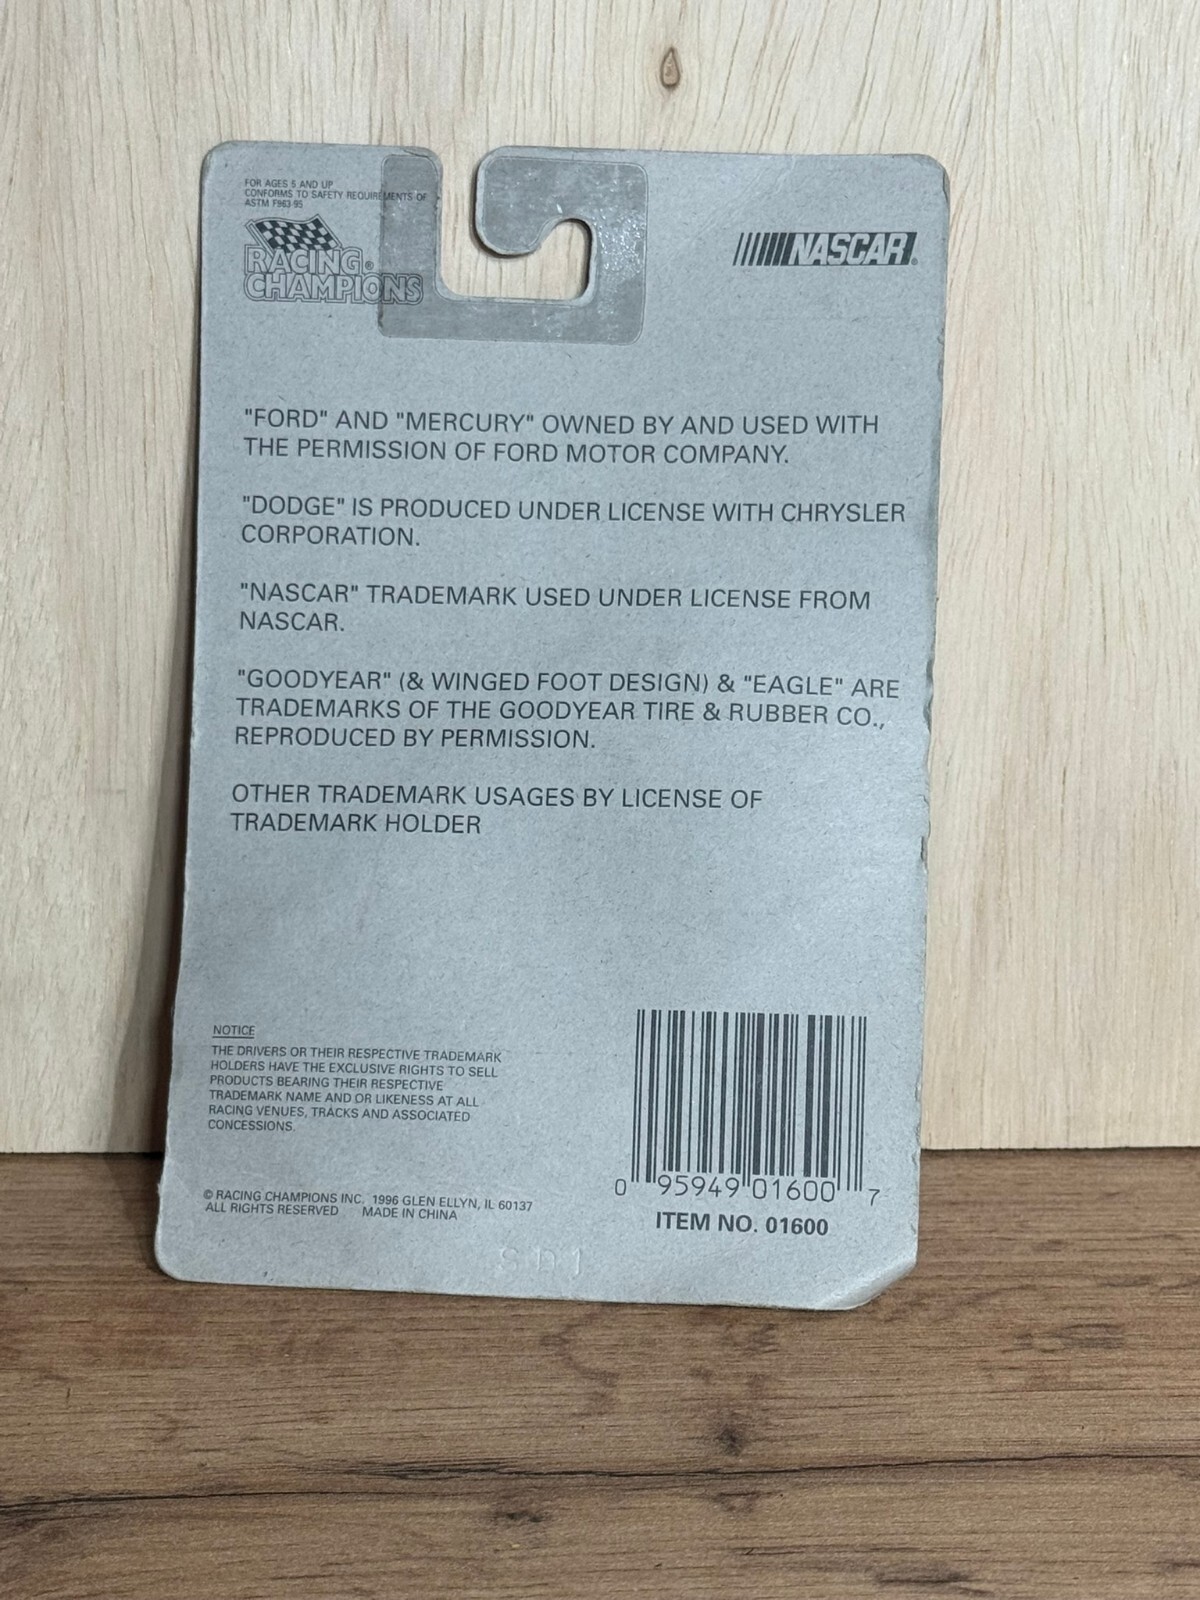 FOR AGES 5 AND UP
CONFORMS TO SAFETY REQUIREMENTS OF
ASTM F963-95
RACING®
CHAMPIONS
NASCAR®
"FORD" AND "MERCURY" OWNED BY AND USED WITH
THE PERMISSION OF FORD MOTOR COMPANY.
"DODGE" IS PRODUCED UNDER LICENSE WITH CHRYSLER
CORPORATION.
"NASCAR" TRADEMARK USED UNDER LICENSE FROM
NASCAR.
"GOODYEAR" (& WINGED FOOT DESIGN) & "EAGLE" ARE
TRADEMARKS OF THE GOODYEAR TIRE & RUBBER CO.,
REPRODUCED BY PERMISSION.
OTHER TRADEMARK USAGES BY LICENSE OF
TRADEMARK HOLDER
NOTICE
THE DRIVERS OR THEIR RESPECTIVE TRADEMARK
HOLDERS HAVE THE EXCLUSIVE RIGHTS TO SELL
PRODUCTS BEARING THEIR RESPECTIVE
TRADEMARK NAME AND OR LIKENESS AT ALL
RACING VENUES, TRACKS AND ASSOCIATED
CONCESSIONS.
© RACING CHAMPIONS INC. 1996 GLEN ELLYN, IL 60137
ALL RIGHTS RESERVED MADE IN CHINA
0 95949 01600 7
ITEM NO. 01600